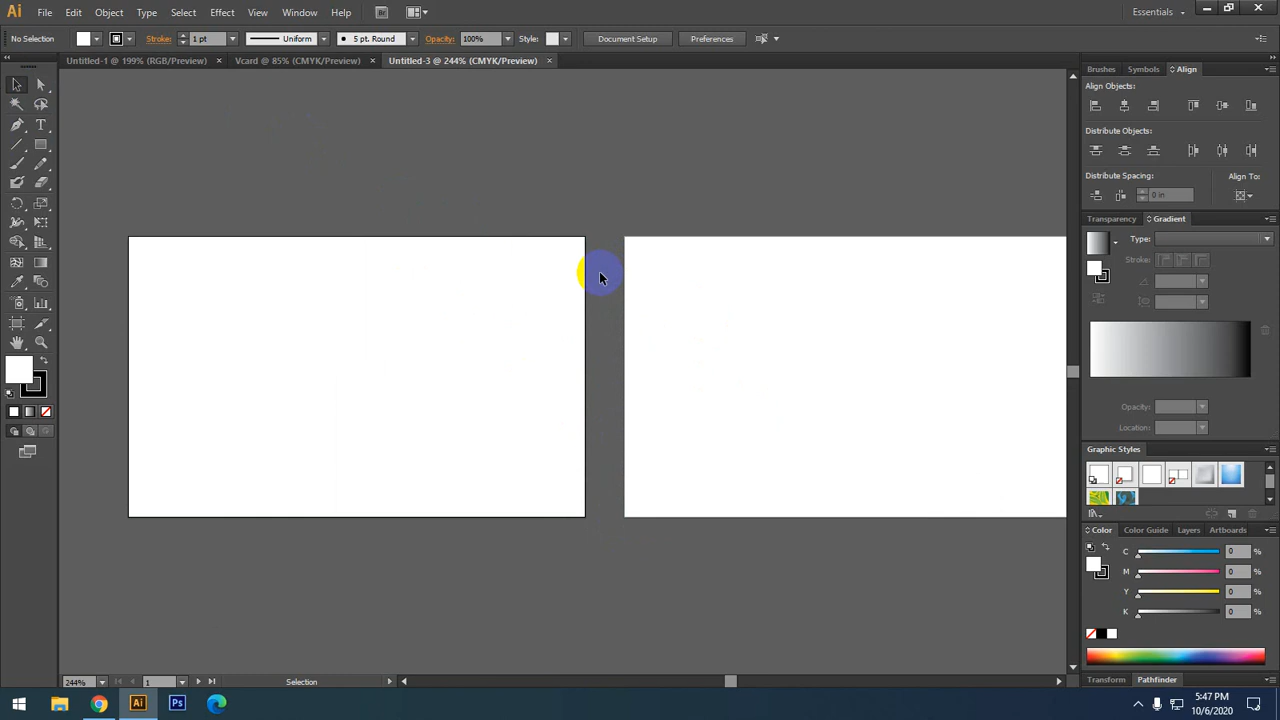 Ai File Edit Object Type Select Effect View Window Help Br Essentials
No Selection Stroke: 1 pt Uniform 5 pt. Round Opacity: 100% Style: Document Setup Preferences
Untitled-1 @ 199% (RGB/Preview) × Vcard @ 85% (CMYK/Preview) × Untitled-3 @ 244% (CMYK/Preview) ×
Brushes Symbols Align
Align Objects:
Distribute Objects:
Distribute Spacing: Align To:
0 in
Transparency Gradient
Type:
Stroke:
Opacity:
Location:
Graphic Styles
Color Color Guide Layers Artboards
C 0 %
M 0 %
Y 0 %
K 0 %
244% 1 Selection
Transform Pathfinder
Ai Ps
5:47 PM
10/6/2020